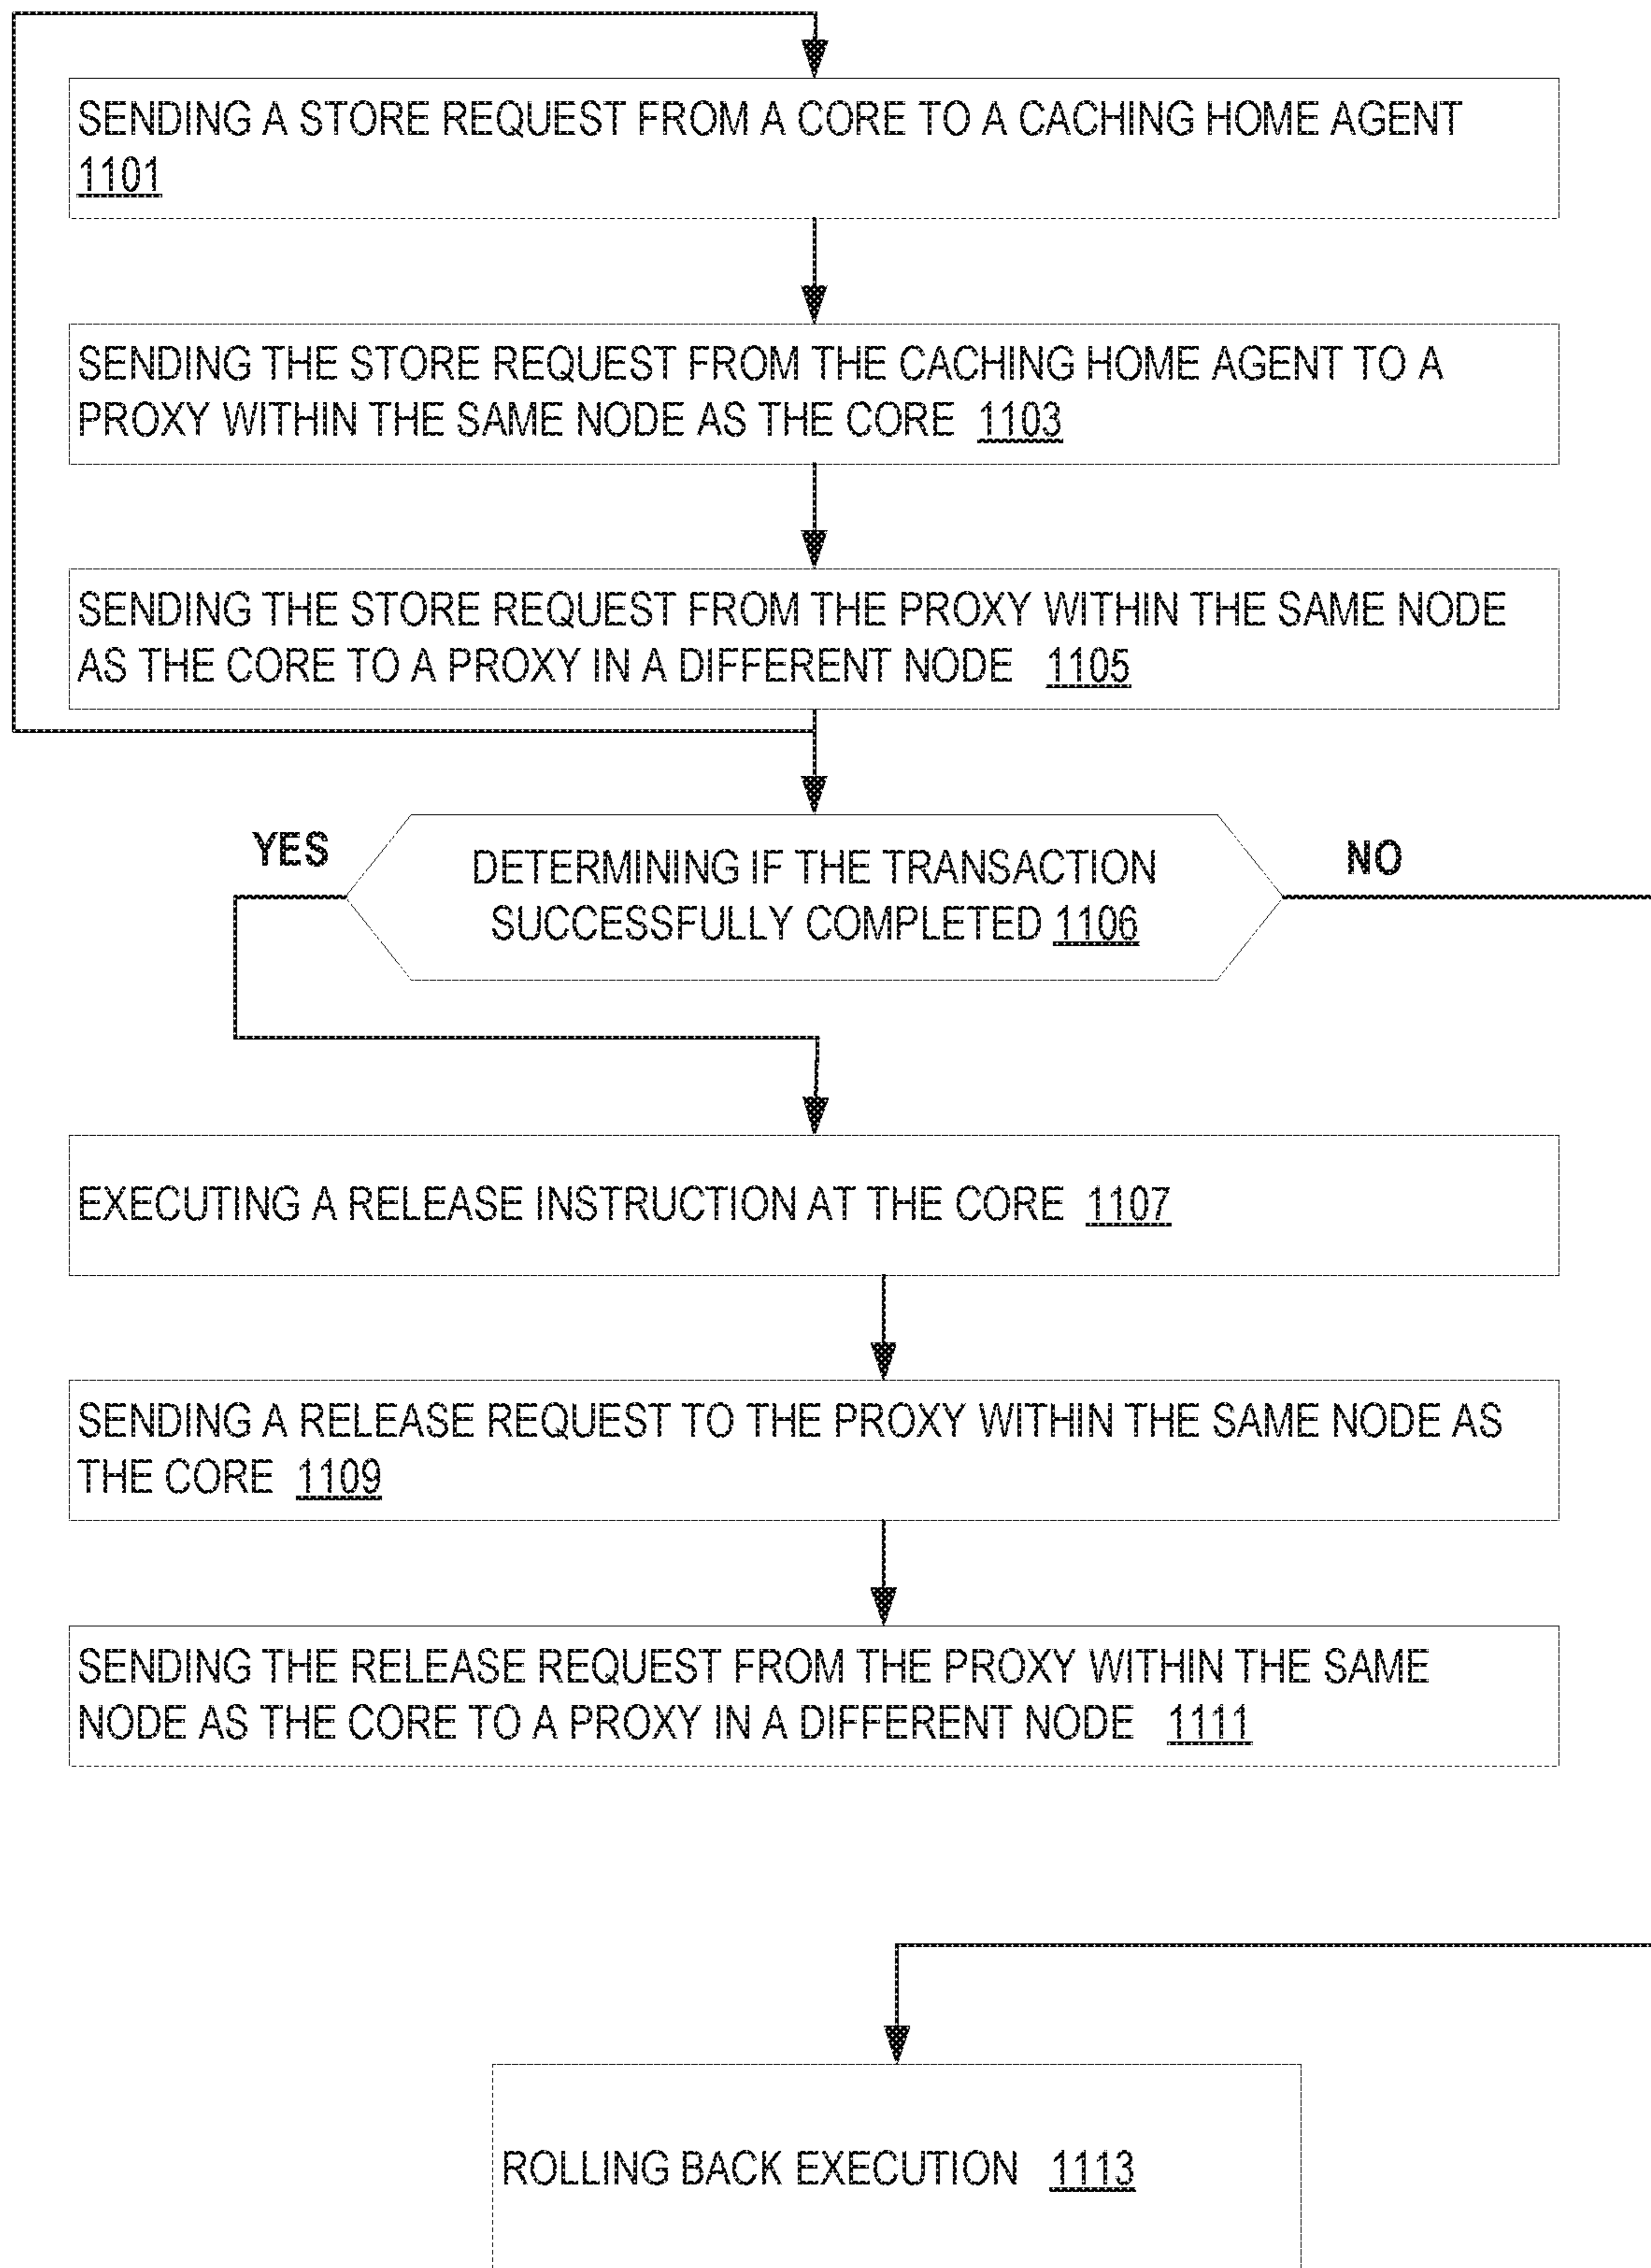 SENDING A STORE REQUEST FROM A CORE TO A CACHING HOME AGENT
1101
SENDING THE STORE REQUEST FROM THE CACHING HOME AGENT TO A
PROXY WITHIN THE SAME NODE AS THE CORE 1103
SENDING THE STORE REQUEST FROM THE PROXY WITHIN THE SAME NODE
AS THE CORE TO A PROXY IN A DIFFERENT NODE 1105
YES
NO
DETERMINING IF THE TRANSACTION
SUCCESSFULLY COMPLETED 1106
EXECUTING A RELEASE INSTRUCTION AT THE CORE 1107
SENDING A RELEASE REQUEST TO THE PROXY WITHIN THE SAME NODE AS
THE CORE 1109
SENDING THE RELEASE REQUEST FROM THE PROXY WITHIN THE SAME
NODE AS THE CORE TO A PROXY IN A DIFFERENT NODE 1111
ROLLING BACK EXECUTION 1113